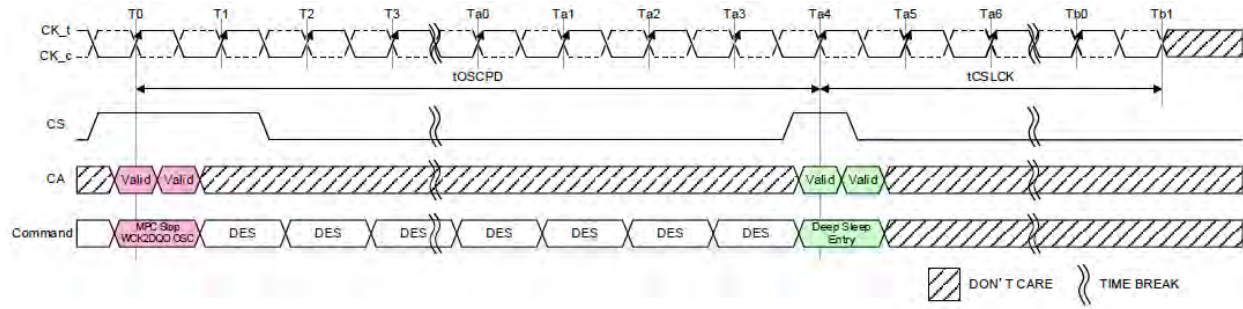 T0 T1 T2 T3 Ta0 Ta1 Ta2 Ta3 Ta4 Ta5 Ta6 Tb0 Tb1
CK_t
CK_c
tOSCPD tCSLCK
CS
CA Valid Valid Valid Valid
Command MPC Stop WCK2DQO OSC DES DES DES DES DES DES DES Deep Sleep Entry
DON'T CARE TIME BREAK